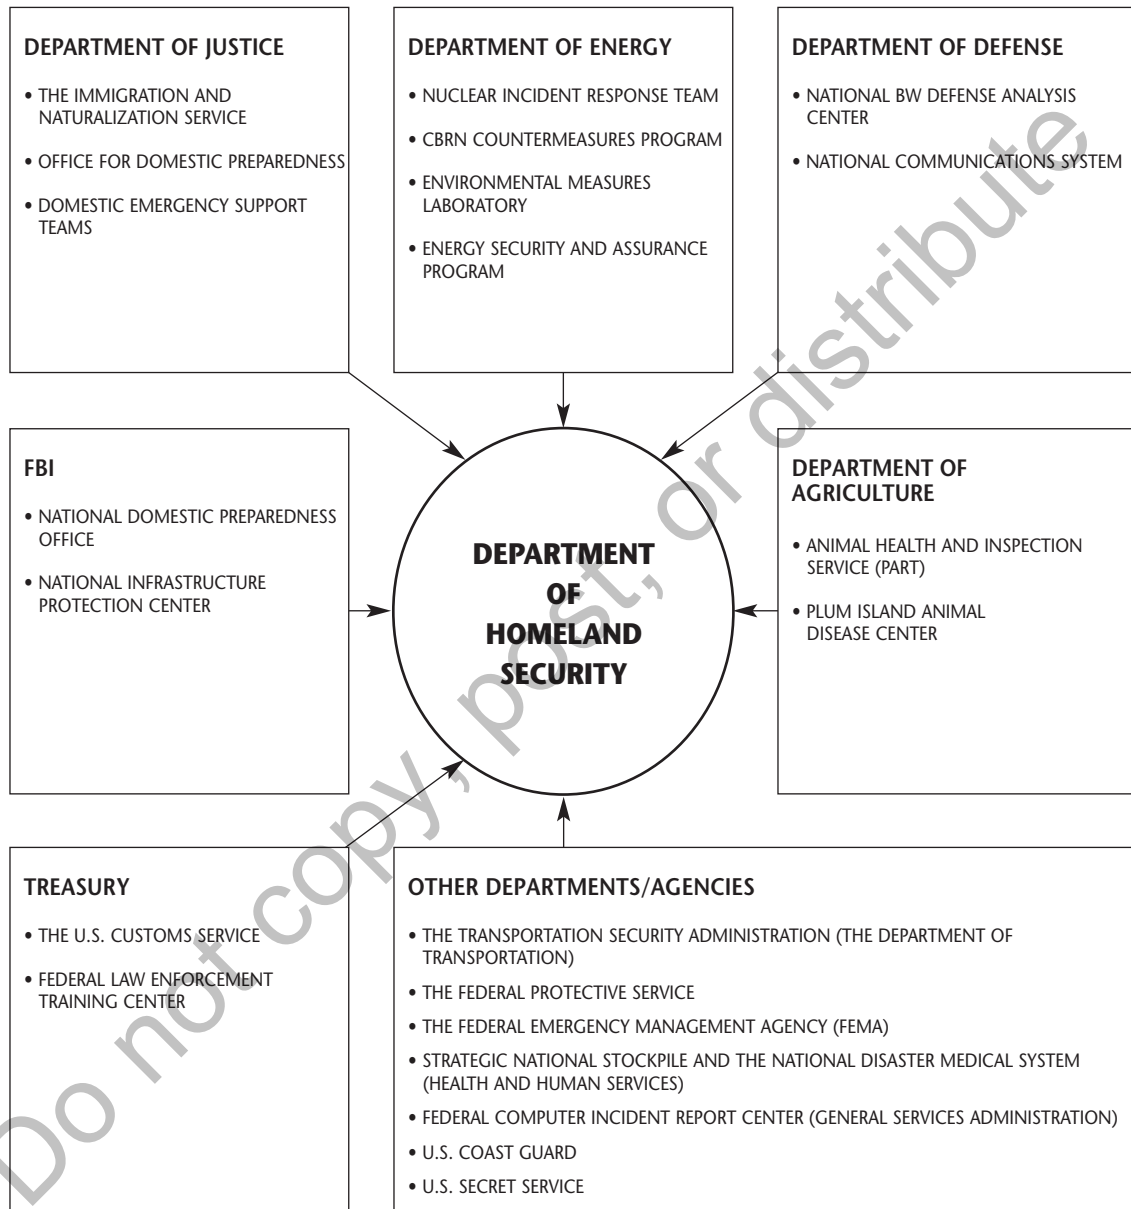 DEPARTMENT OF JUSTICE
• THE IMMIGRATION AND
NATURALIZATION SERVICE
• OFFICE FOR DOMESTIC PREPAREDNESS
• DOMESTIC EMERGENCY SUPPORT
TEAMS
DEPARTMENT OF ENERGY
• NUCLEAR INCIDENT RESPONSE TEAM
• CBRN COUNTERMEASURES PROGRAM
• ENVIRONMENTAL MEASURES
LABORATORY
• ENERGY SECURITY AND ASSURANCE
PROGRAM
DEPARTMENT OF DEFENSE
• NATIONAL BW DEFENSE ANALYSIS
CENTER
• NATIONAL COMMUNICATIONS SYSTEM
FBI
• NATIONAL DOMESTIC PREPAREDNESS
OFFICE
• NATIONAL INFRASTRUCTURE
PROTECTION CENTER
DEPARTMENT
OF
HOMELAND
SECURITY
DEPARTMENT OF
AGRICULTURE
• ANIMAL HEALTH AND INSPECTION
SERVICE (PART)
• PLUM ISLAND ANIMAL
DISEASE CENTER
TREASURY
• THE U.S. CUSTOMS SERVICE
• FEDERAL LAW ENFORCEMENT
TRAINING CENTER
OTHER DEPARTMENTS/AGENCIES
• THE TRANSPORTATION SECURITY ADMINISTRATION (THE DEPARTMENT OF
TRANSPORTATION)
• THE FEDERAL PROTECTIVE SERVICE
• THE FEDERAL EMERGENCY MANAGEMENT AGENCY (FEMA)
• STRATEGIC NATIONAL STOCKPILE AND THE NATIONAL DISASTER MEDICAL SYSTEM
(HEALTH AND HUMAN SERVICES)
• FEDERAL COMPUTER INCIDENT REPORT CENTER (GENERAL SERVICES ADMINISTRATION)
• U.S. COAST GUARD
• U.S. SECRET SERVICE
Do not copy, post, or distribute